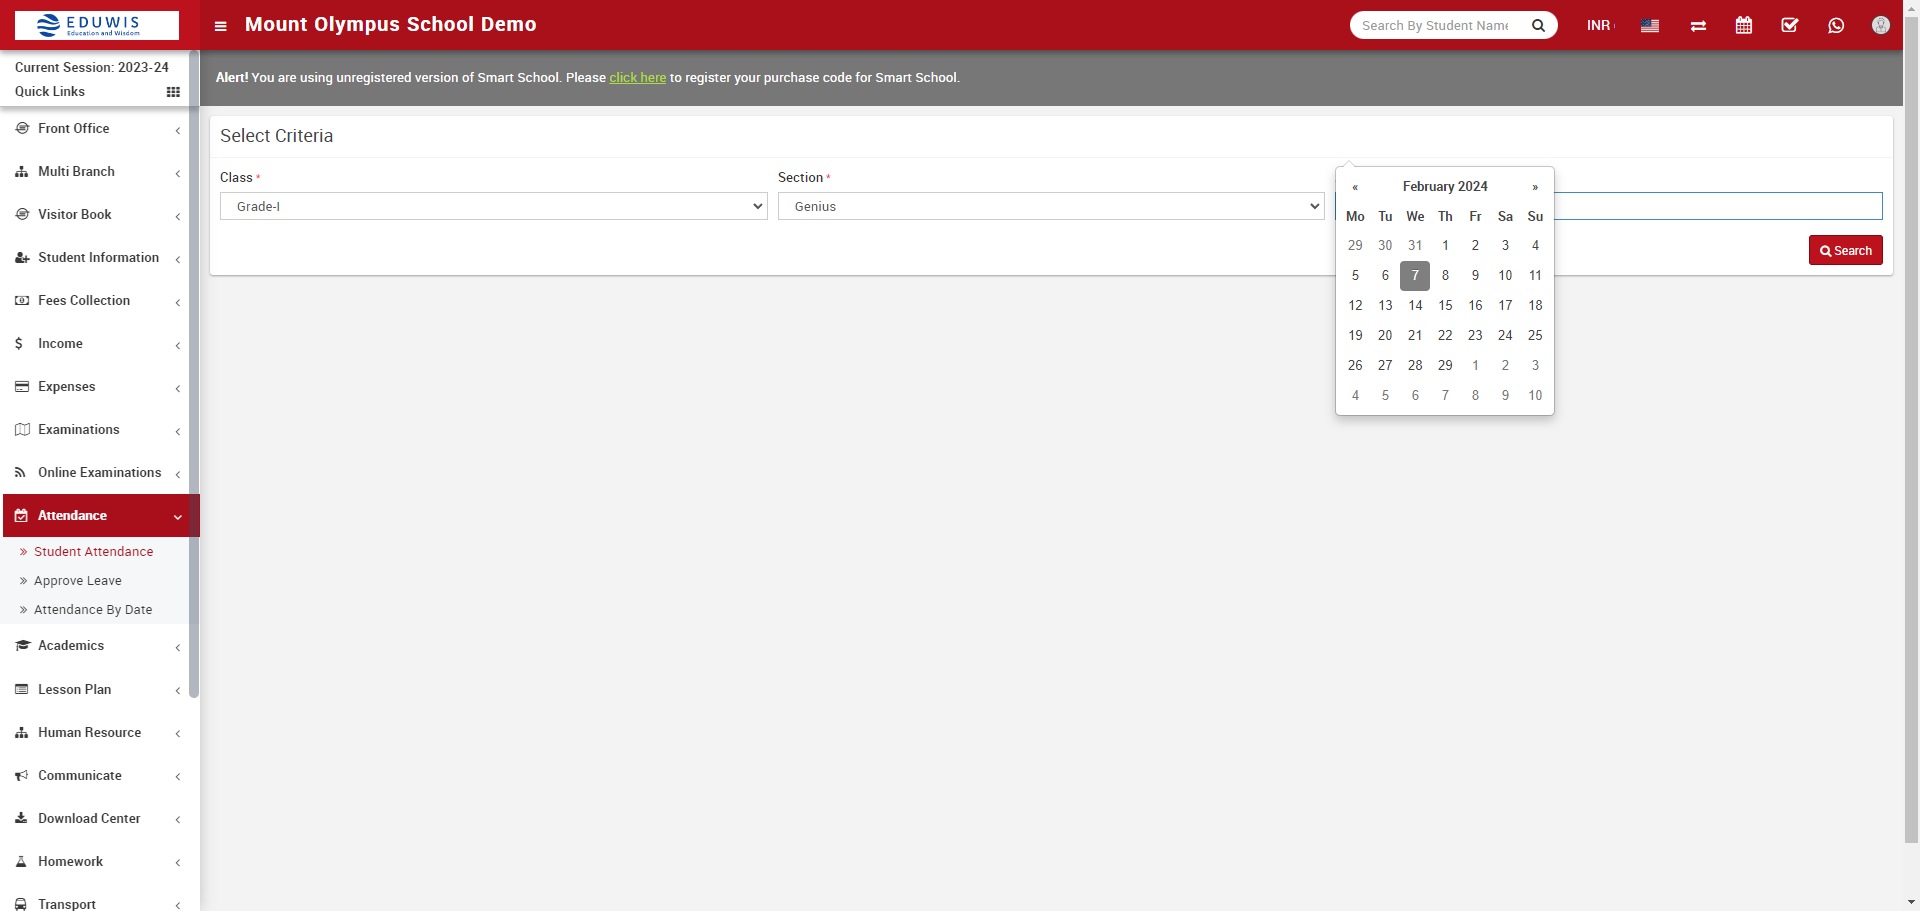 EDUWIS
Education and Wisdom
Mount Olympus School Demo
Search By Student Name
INR
Current Session: 2023-24
Quick Links
Alert! You are using unregistered version of Smart School. Please click here to register your purchase code for Smart School.
Front Office
Multi Branch
Visitor Book
Student Information
Fees Collection
Income
Expenses
Examinations
Online Examinations
Attendance
Student Attendance
Approve Leave
Attendance By Date
Academics
Lesson Plan
Human Resource
Communicate
Download Center
Homework
Transport
Select Criteria
Class *
Grade-I
Section *
Genius
« February 2024 »
Mo Tu We Th Fr Sa Su
29 30 31 1 2 3 4
5 6 7 8 9 10 11
12 13 14 15 16 17 18
19 20 21 22 23 24 25
26 27 28 29 1 2 3
4 5 6 7 8 9 10
Search